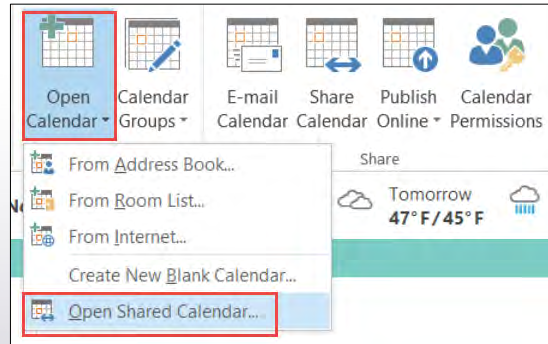 Open Calendar E-mail Share Publish Calendar
Calendar Groups Calendar Calendar Online Permissions
Share
From Address Book...
From Room List...
From Internet...
Create New Blank Calendar...
Open Shared Calendar...
Tomorrow
47° F / 45° F